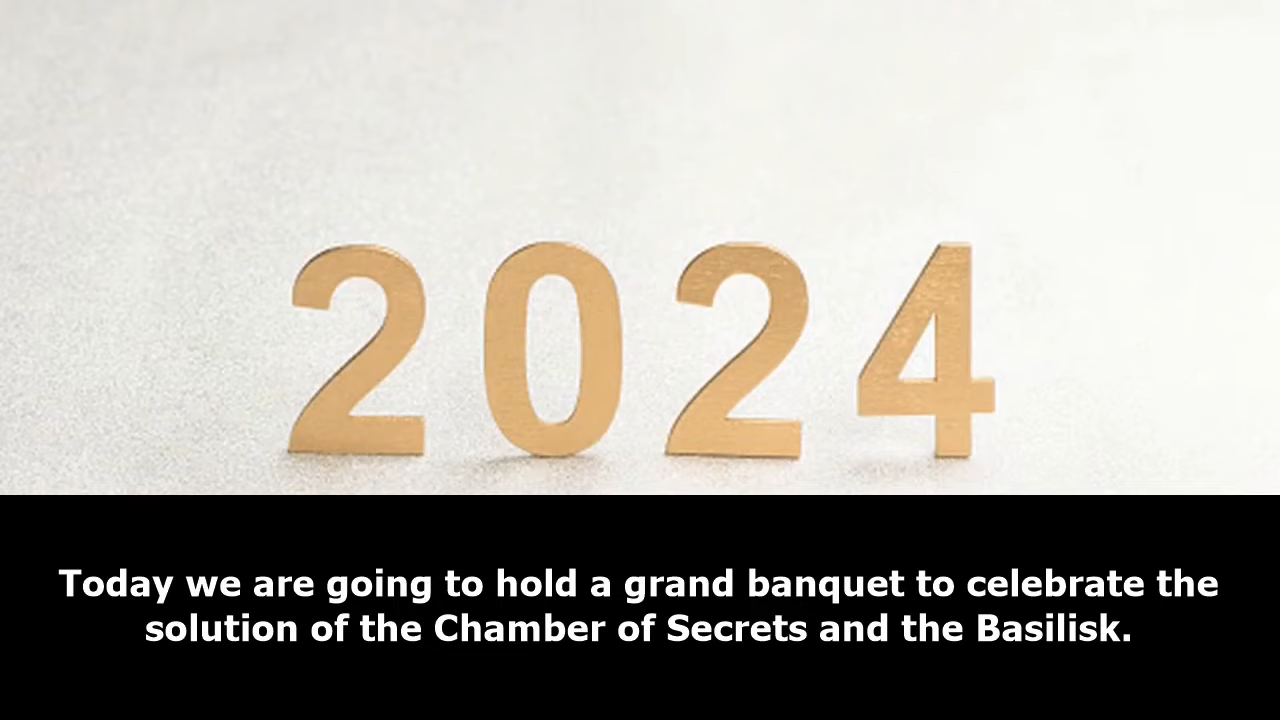 2024
Today we are going to hold a grand banquet to celebrate the
solution of the Chamber of Secrets and the Basilisk.